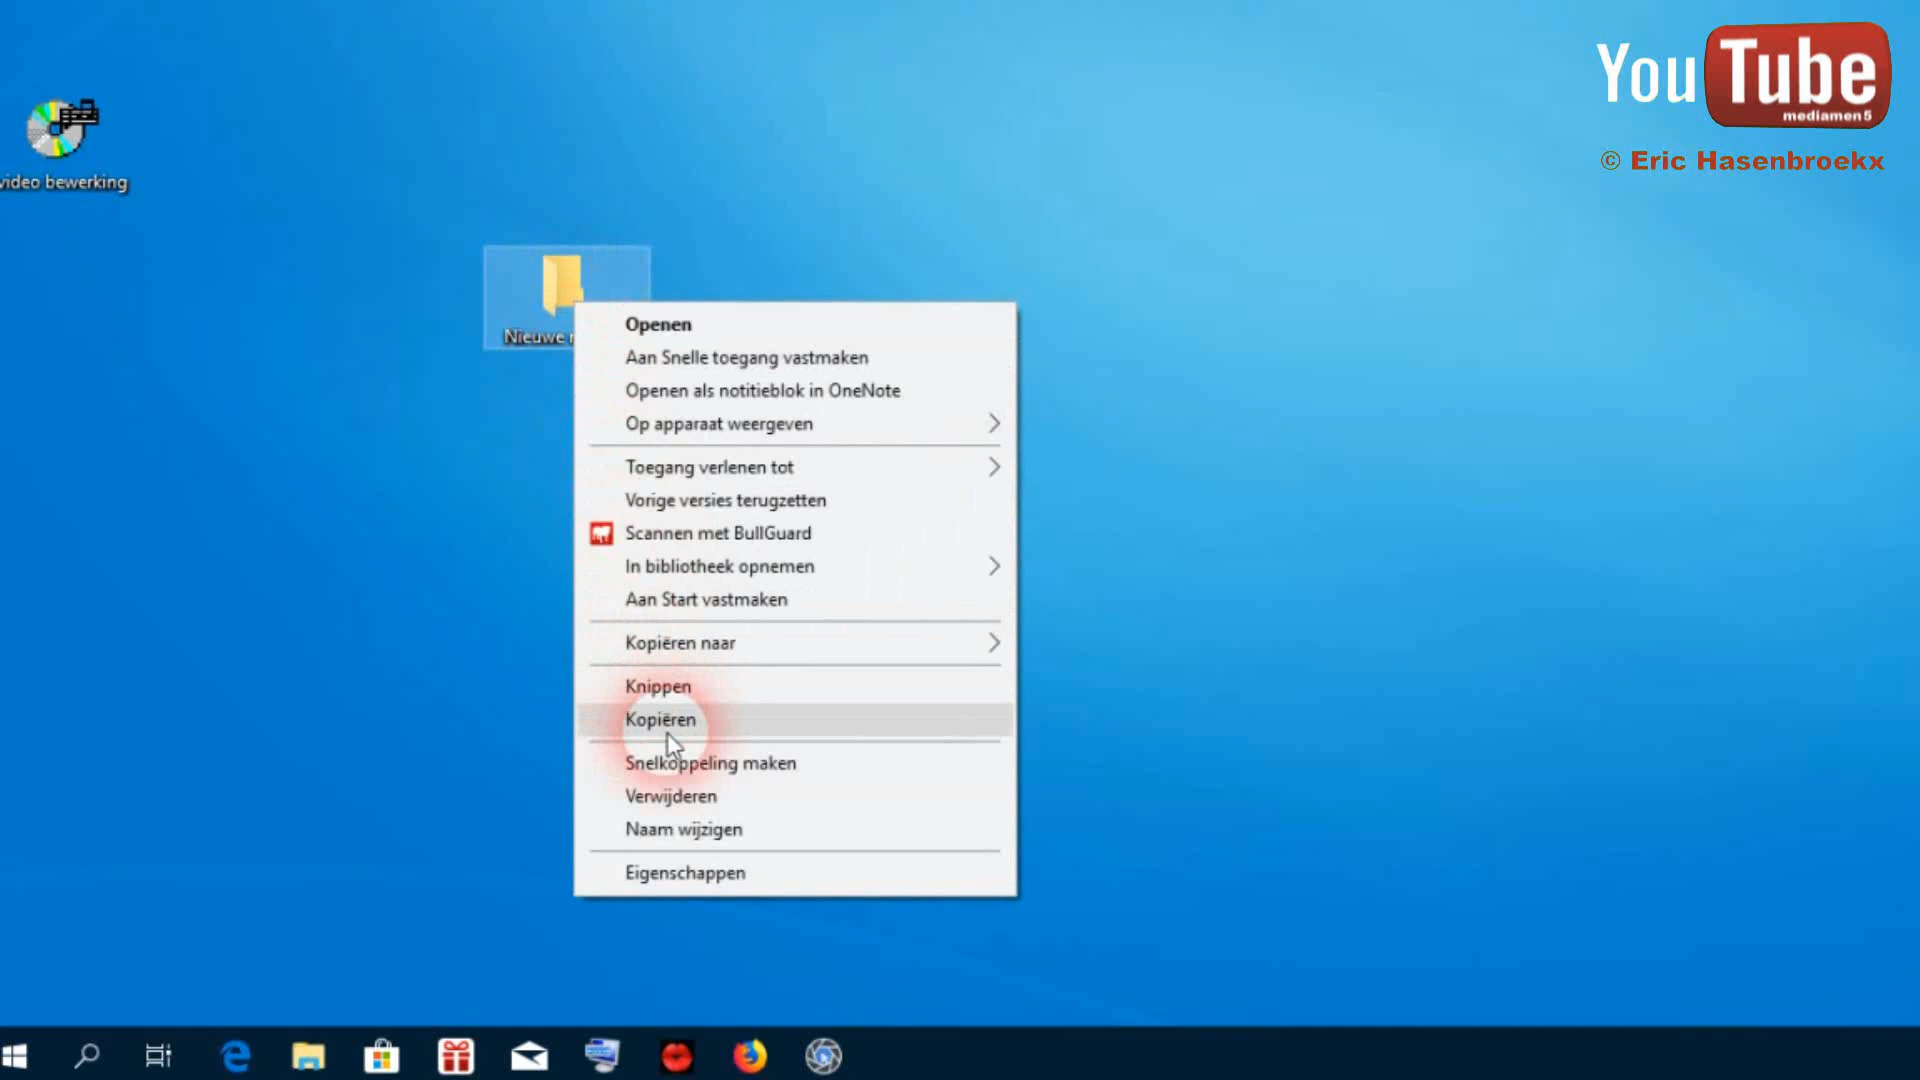 You Tube
mediamen5
© Eric Hasenbroekx
video bewerking
Nieuwe
Openen
Aan Snelle toegang vastmaken
Openen als notitieblok in OneNote
Op apparaat weergeven
Toegang verlenen tot
Vorige versies terugzetten
Scannen met BullGuard
In bibliotheek opnemen
Aan Start vastmaken
Kopiëren naar
Knippen
Kopiëren
Snelkoppeling maken
Verwijderen
Naam wijzigen
Eigenschappen